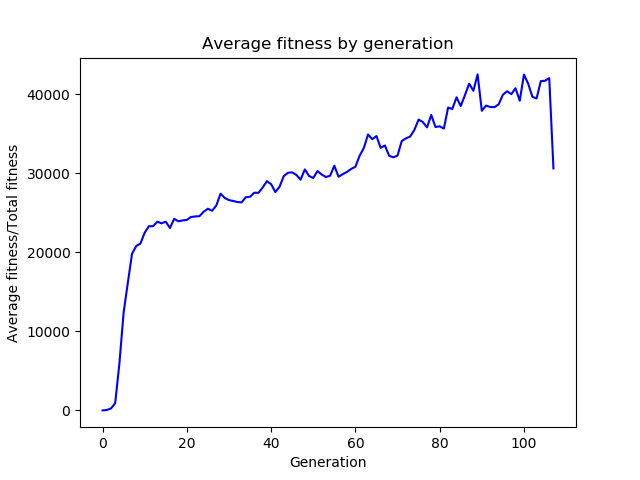 Average fitness by generation
Average fitness/Total fitness
40000
30000
20000
10000
0
0 20 40 60 80 100
Generation